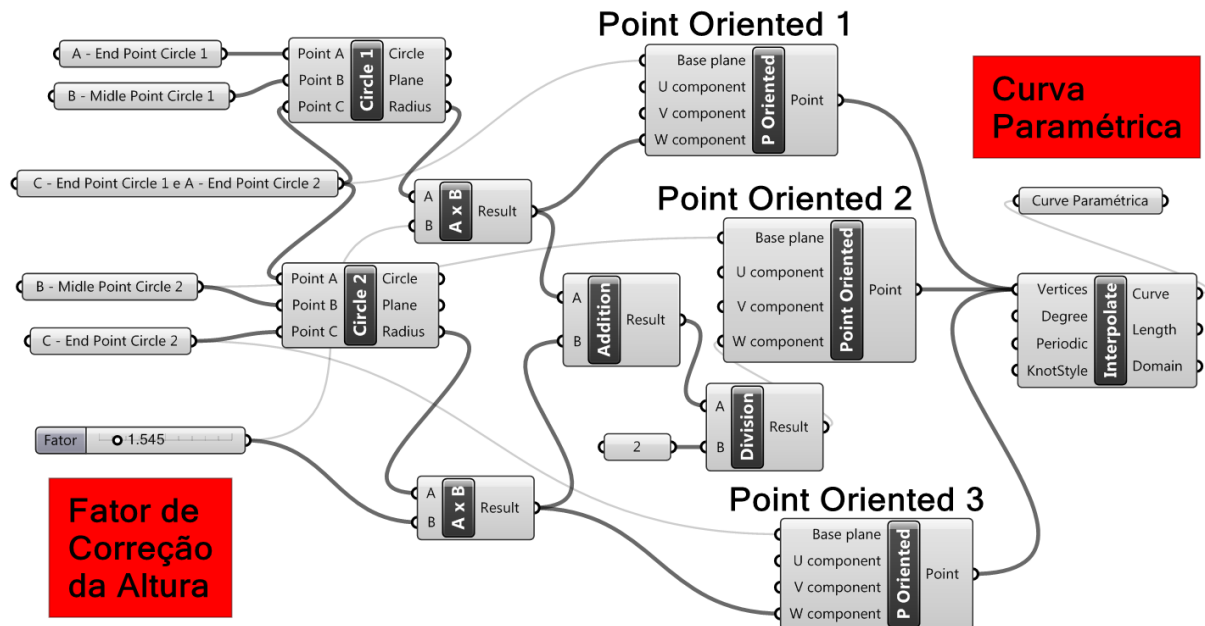 Point Oriented 1
A - End Point Circle 1
B - Midle Point Circle 1
Point A
Point B
Point C
Circle 1
Circle
Plane
Radius
Base plane
U component
V component
W component
P Oriented
Point
Curva
Paramétrica
C - End Point Circle 1 e A - End Point Circle 2
A
B
A x B
Result
Point Oriented 2
Base plane
U component
V component
W component
Point Oriented
Point
Curve Paramétrica
B - Midle Point Circle 2
C - End Point Circle 2
Point A
Point B
Point C
Circle 2
Circle
Plane
Radius
A
B
Addition
Result
Vertices
Degree
Periodic
KnotStyle
Interpolate
Curve
Length
Domain
2
A
B
Division
Result
Fator
1.545
Fator de
Correção
da Altura
A
B
A x B
Result
Point Oriented 3
Base plane
U component
V component
W component
P Oriented
Point